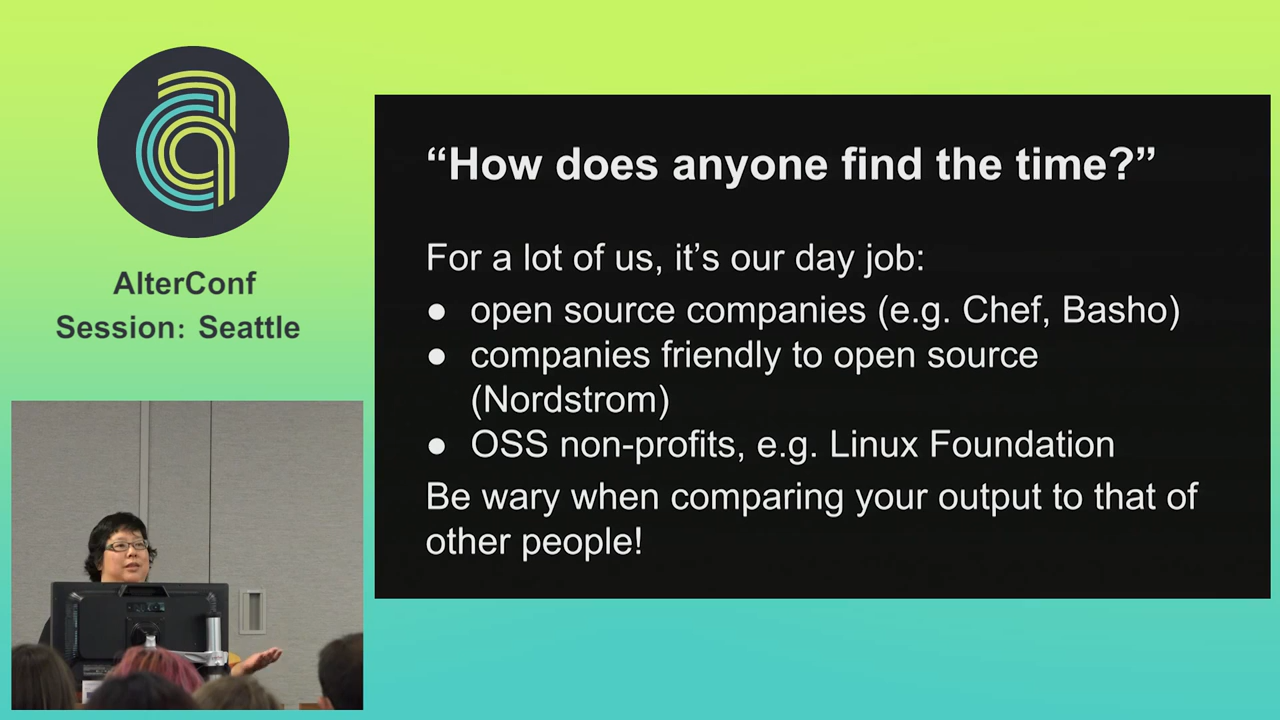 AlterConf
Session: Seattle
“How does anyone find the time?”
For a lot of us, it’s our day job:
● open source companies (e.g. Chef, Basho)
● companies friendly to open source
(Nordstrom)
● OSS non-profits, e.g. Linux Foundation
Be wary when comparing your output to that of
other people!